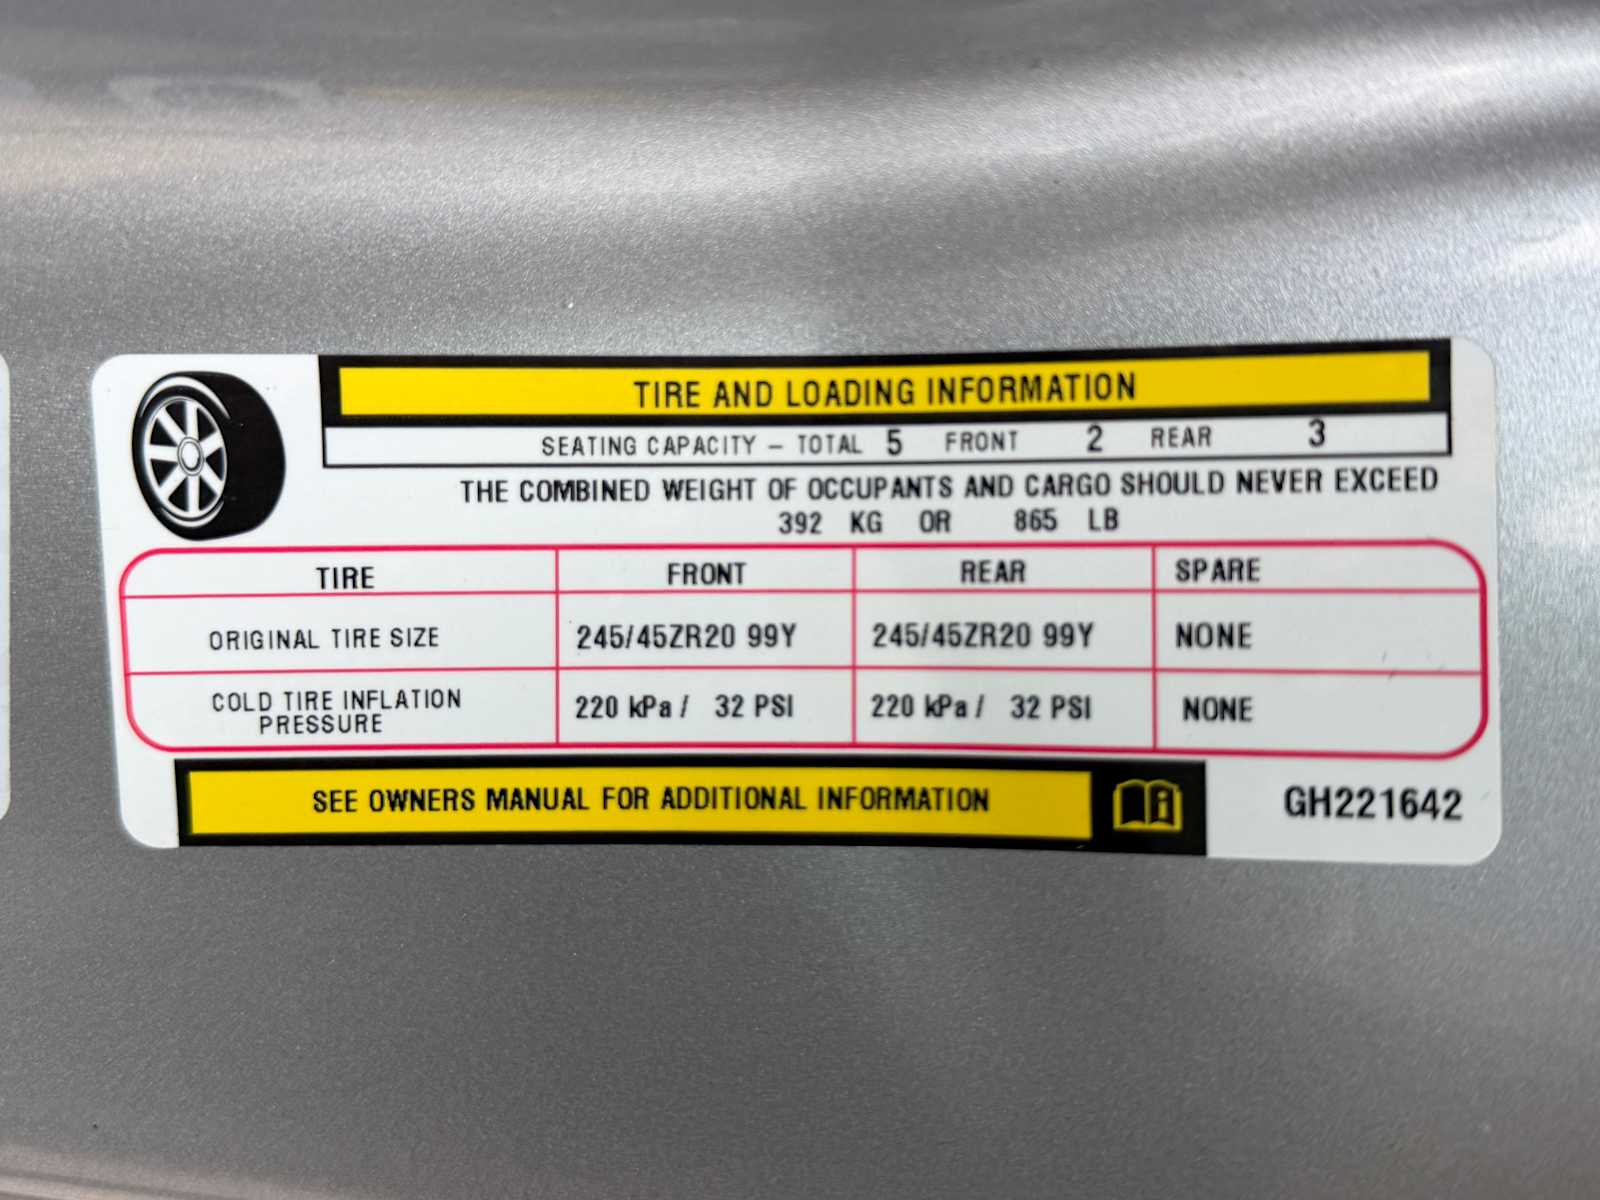 TIRE AND LOADING INFORMATION
SEATING CAPACITY – TOTAL 5 FRONT 2 REAR 3
THE COMBINED WEIGHT OF OCCUPANTS AND CARGO SHOULD NEVER EXCEED
392 KG OR 865 LB
TIRE FRONT REAR SPARE
ORIGINAL TIRE SIZE 245/45ZR20 99Y 245/45ZR20 99Y NONE
COLD TIRE INFLATION
PRESSURE 220 kPa / 32 PSI 220 kPa / 32 PSI NONE
SEE OWNERS MANUAL FOR ADDITIONAL INFORMATION GH221642